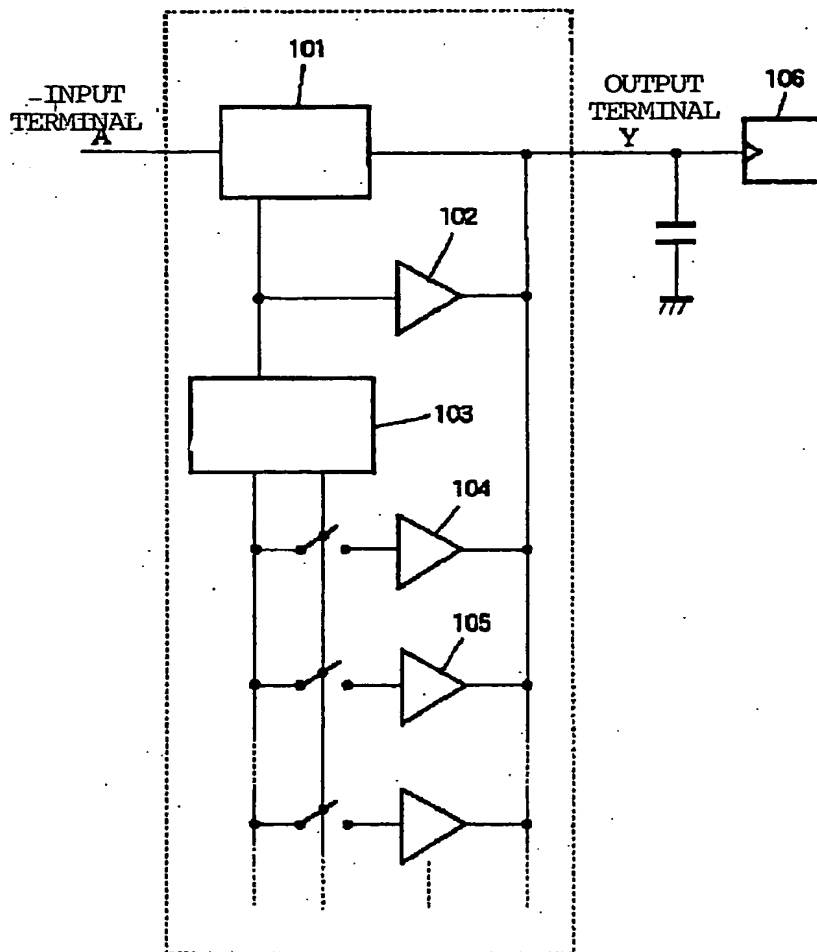 101
-INPUT
TERMINAL
A
OUTPUT
TERMINAL
Y
106
102
103
104
105